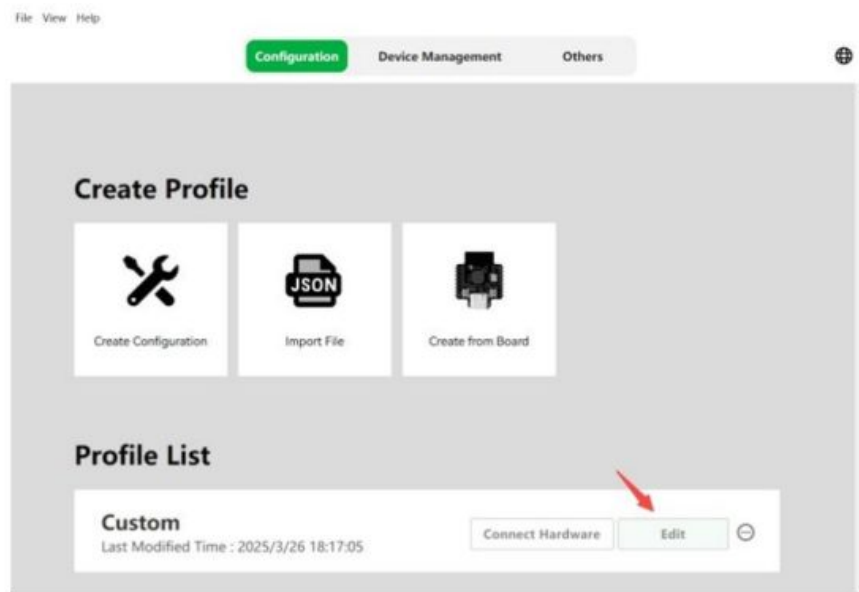 File View Help
Configuration Device Management Others
Create Profile
JSON
Create Configuration Import File Create from Board
Profile List
Custom
Last Modified Time : 2025/3/26 18:17:05
Connect Hardware Edit